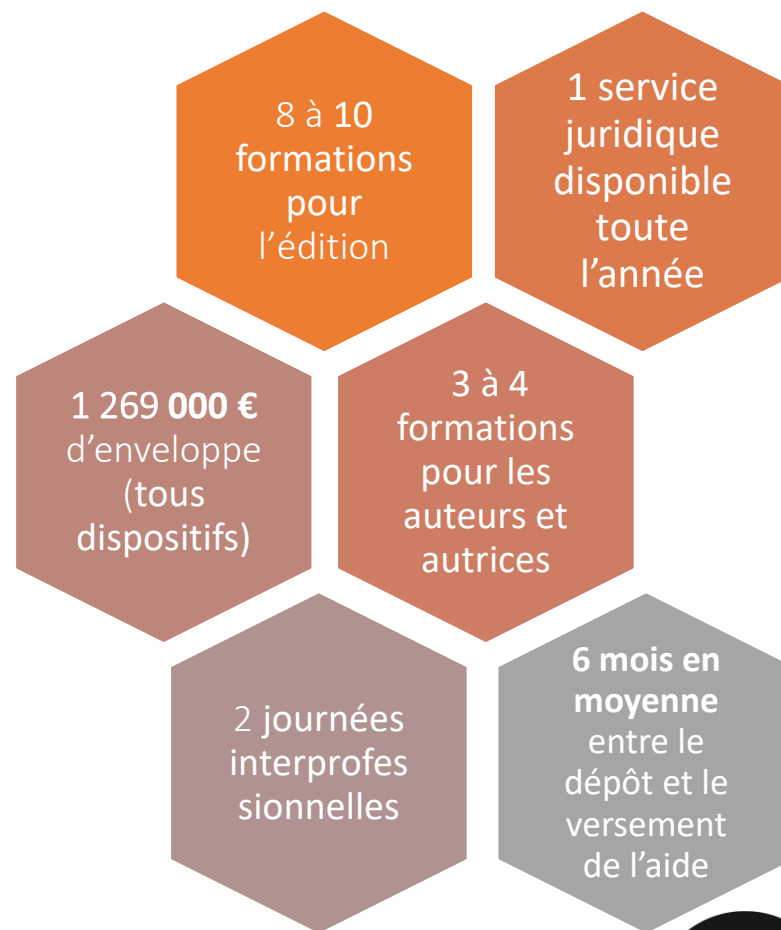 8 à 10
formations
pour
l’édition
1 service
juridique
disponible
toute
l’année
1 269 000 €
d’enveloppe
(tous
dispositifs)
3 à 4
formations
pour les
auteurs et
autrices
2 journées
interprofes
sionnelles
6 mois en
moyenne
entre le
dépôt et le
versement
de l’aide